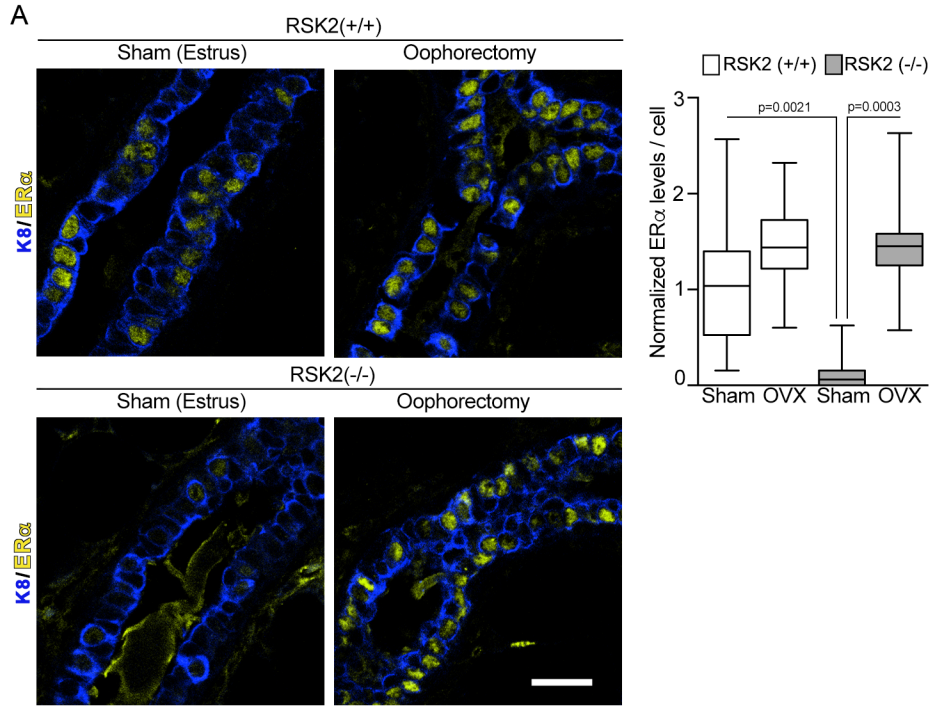 A
RSK2(+/+)
Sham (Estrus) Oophorectomy
K8/ERα
RSK2(-/-)
Sham (Estrus) Oophorectomy
K8/ERα
RSK2 (+/+) RSK2 (-/-)
Normalized ERα levels / cell
3
2
1
0
p=0.0021 p=0.0003
Sham OVX Sham OVX